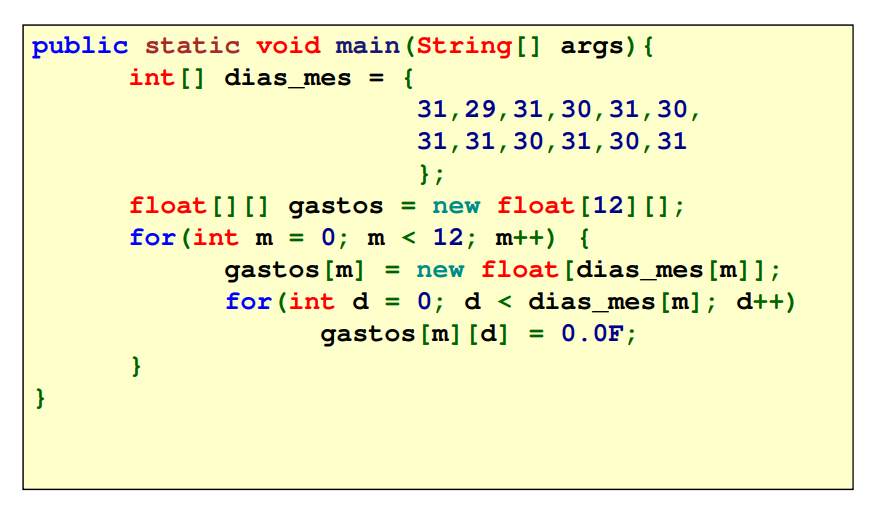 public static void main(String[] args){
int[] dias_mes = {
31,29,31,30,31,30,
31,31,30,31,30,31
};
float[][] gastos = new float[12][];
for(int m = 0; m < 12; m++) {
gastos[m] = new float[dias_mes[m]];
for(int d = 0; d < dias_mes[m]; d++)
gastos[m][d] = 0.0F;
}
}